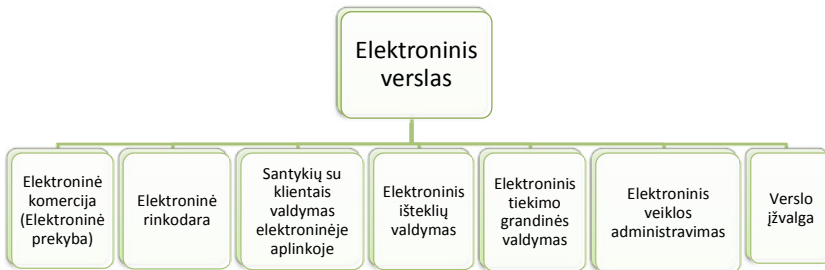 Elektroninis
verslas
Elektroninė
komercija
(Elektroninė
prekyba)
Elektroninė
rinkodara
Santykių su
klientais
valdymas
elektroninėje
aplinkoje
Elektroninis
išteklių
valdymas
Elektroninis
tiekimo
grandinės
valdymas
Elektroninis
veiklos
administravimas
Verslo
įžvalga